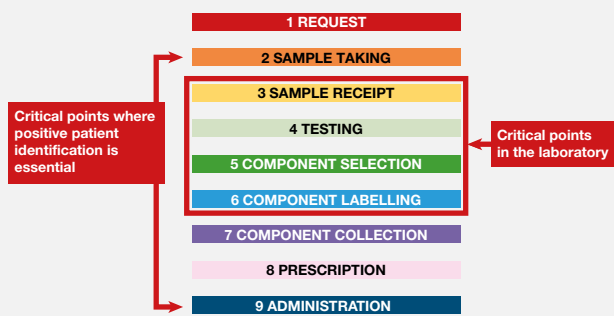 1 REQUEST
2 SAMPLE TAKING
3 SAMPLE RECEIPT
4 TESTING
5 COMPONENT SELECTION
6 COMPONENT LABELLING
7 COMPONENT COLLECTION
8 PRESCRIPTION
9 ADMINISTRATION
Critical points where
positive patient
identification is
essential
Critical points
in the laboratory